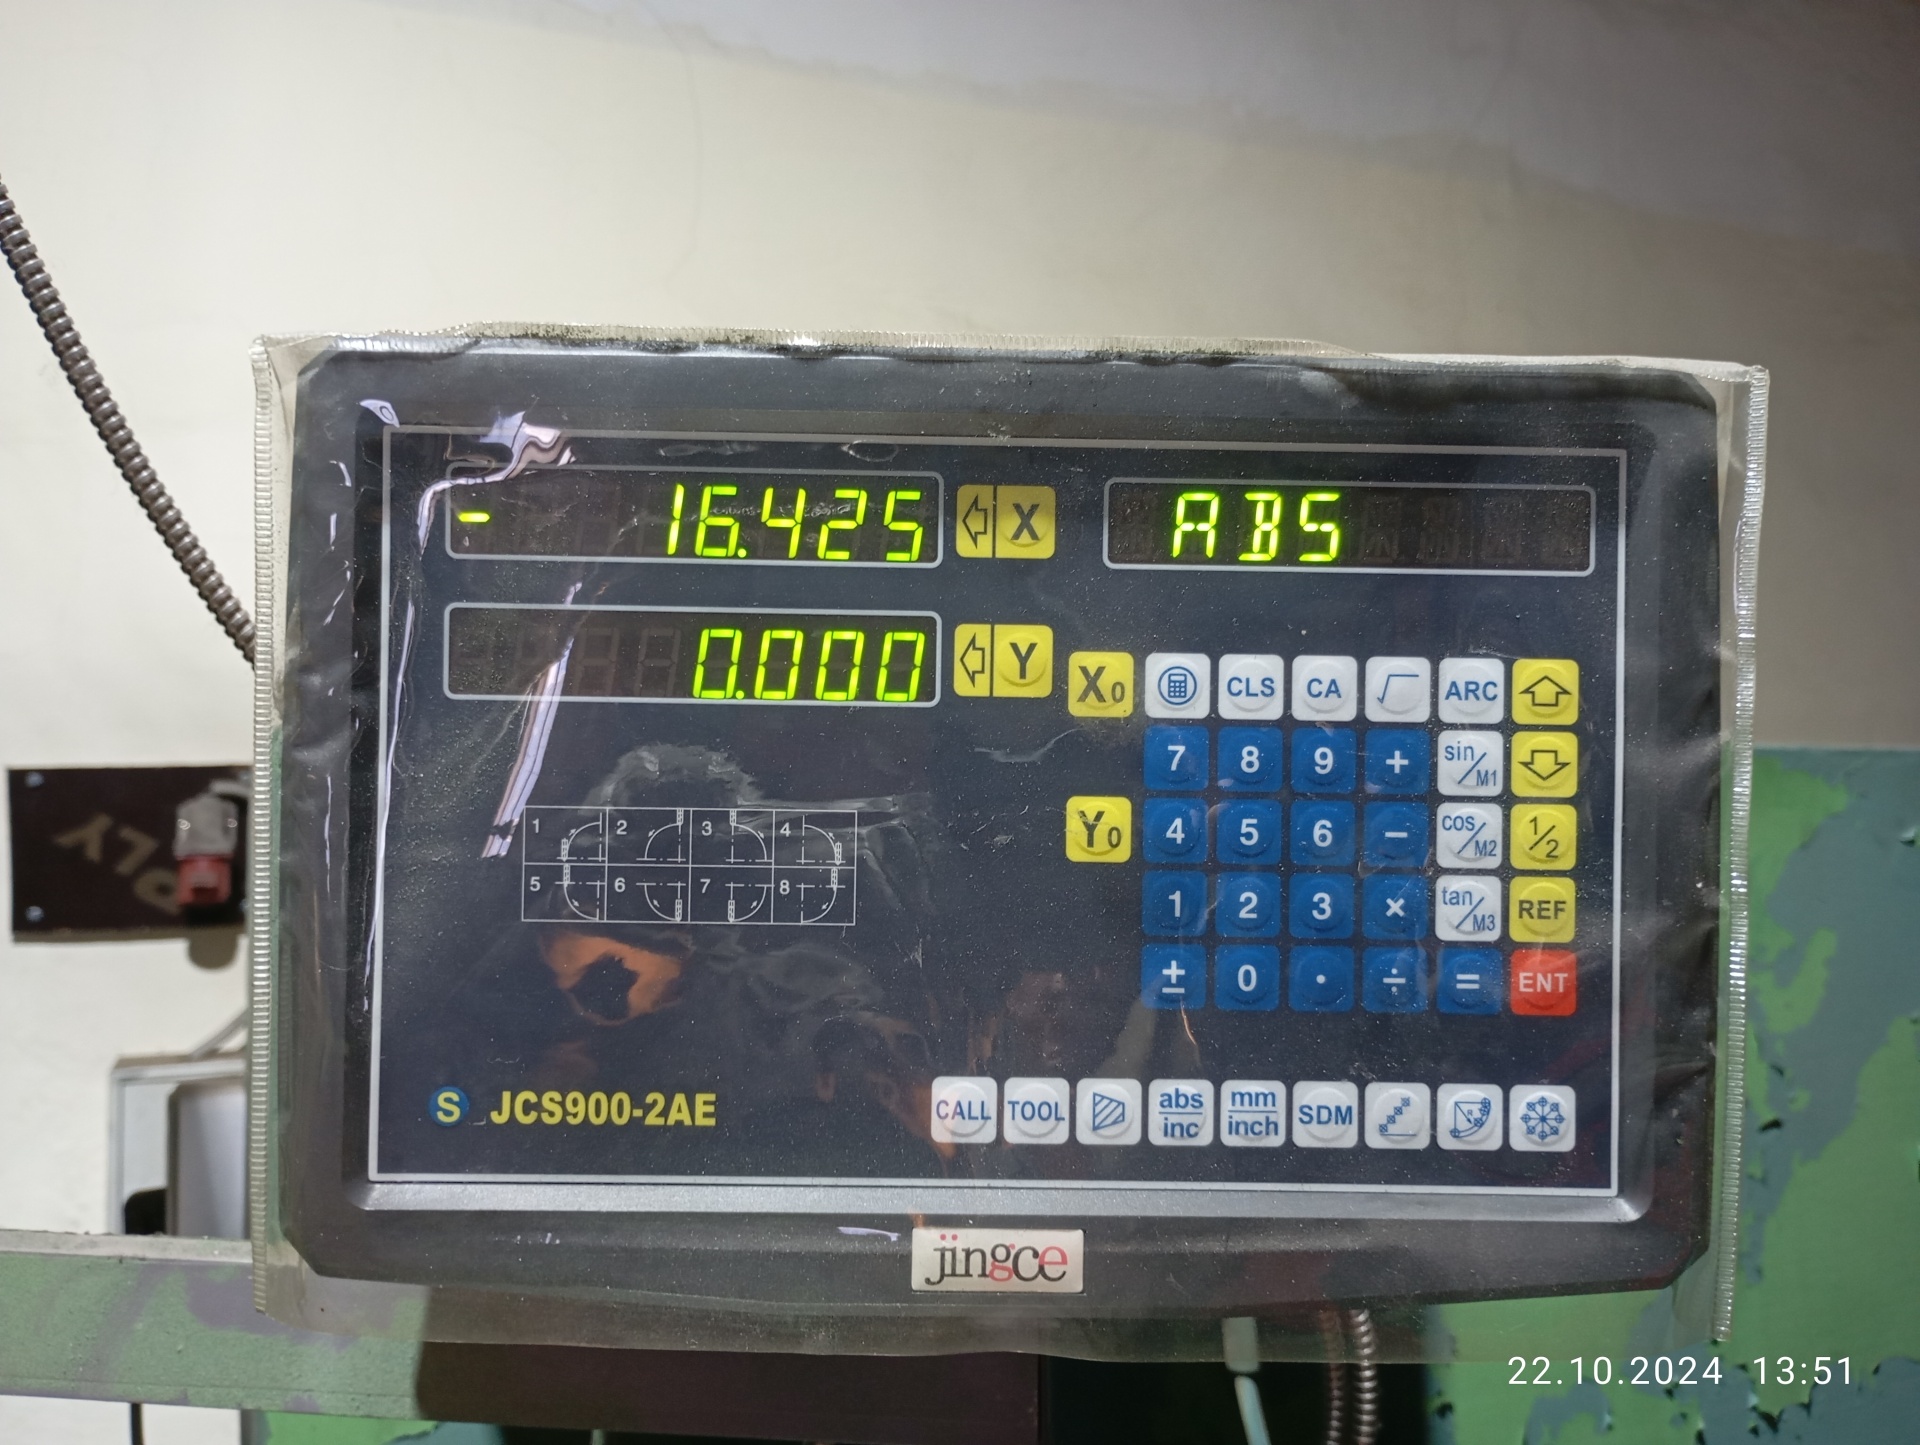 - 16.425
X
ABS
0.000
Y
X0
CLS
CA
√
ARC
7
8
9
+
sin/M1
Y0
4
5
6
−
cos/M2
1/2
1
2
3
×
tan/M3
REF
±
0
.
÷
=
ENT
1
2
3
4
5
6
7
8
S JCS900-2AE
CALL
TOOL
abs
inc
mm
inch
SDM
R
jingce
PLY
22.10.2024 13:51